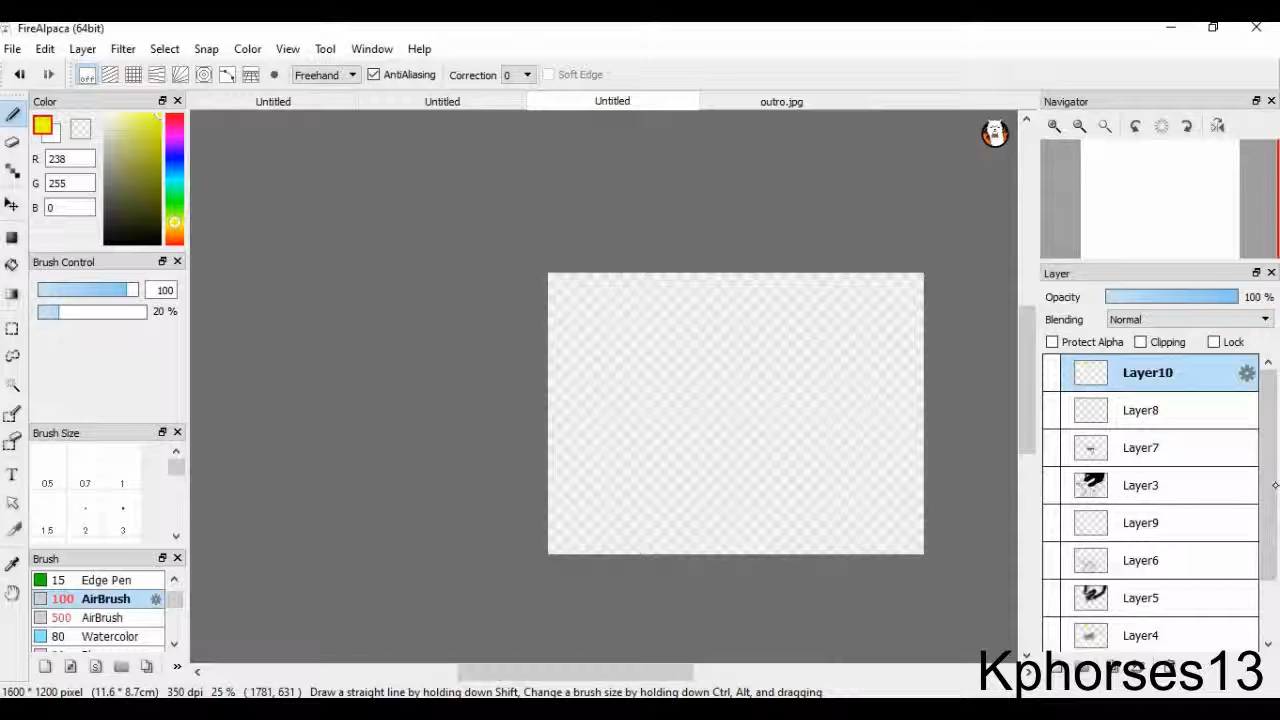 FireAlpaca (64bit)
File Edit Layer Filter Select Snap Color View Tool Window Help
off Freehand AntiAliasing Correction 0 Soft Edge
Color
Untitled Untitled Untitled outro.jpg
Navigator
R 238
G 255
B 0
Brush Control
100
20 %
Layer
Opacity 100 %
Blending Normal
Protect Alpha Clipping Lock
Layer10
Layer8
Layer7
Layer3
Layer9
Layer6
Layer5
Layer4
Brush Size
0.5 0.7 1
1.5 2 3
Brush
15 Edge Pen
100 AirBrush
500 AirBrush
80 Watercolor
1600 * 1200 pixel (11.6 * 8.7cm) 350 dpi 25 % ( 1781, 631 ) Draw a straight line by holding down Shift, Change a brush size by holding down Ctrl, Alt, and dragging
Kphorses13